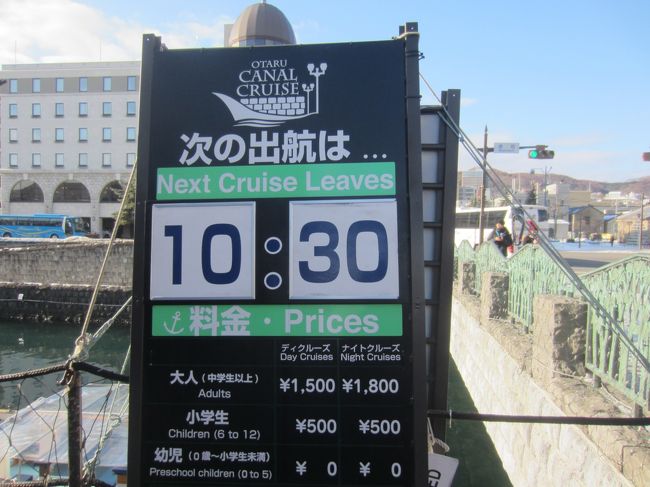 OTARU
CANAL
CRUISE
次の出航は ...
Next Cruise Leaves
10:30
料金・Prices
デイクルーズ ナイトクルーズ
Day Cruises Night Cruises
大人(中学生以上) ¥1,500 ¥1,800
Adults
小学生 ¥500 ¥500
Children (6 to 12)
幼児(0歳〜小学生未満) ¥ 0 ¥ 0
Preschool children (0 to 5)